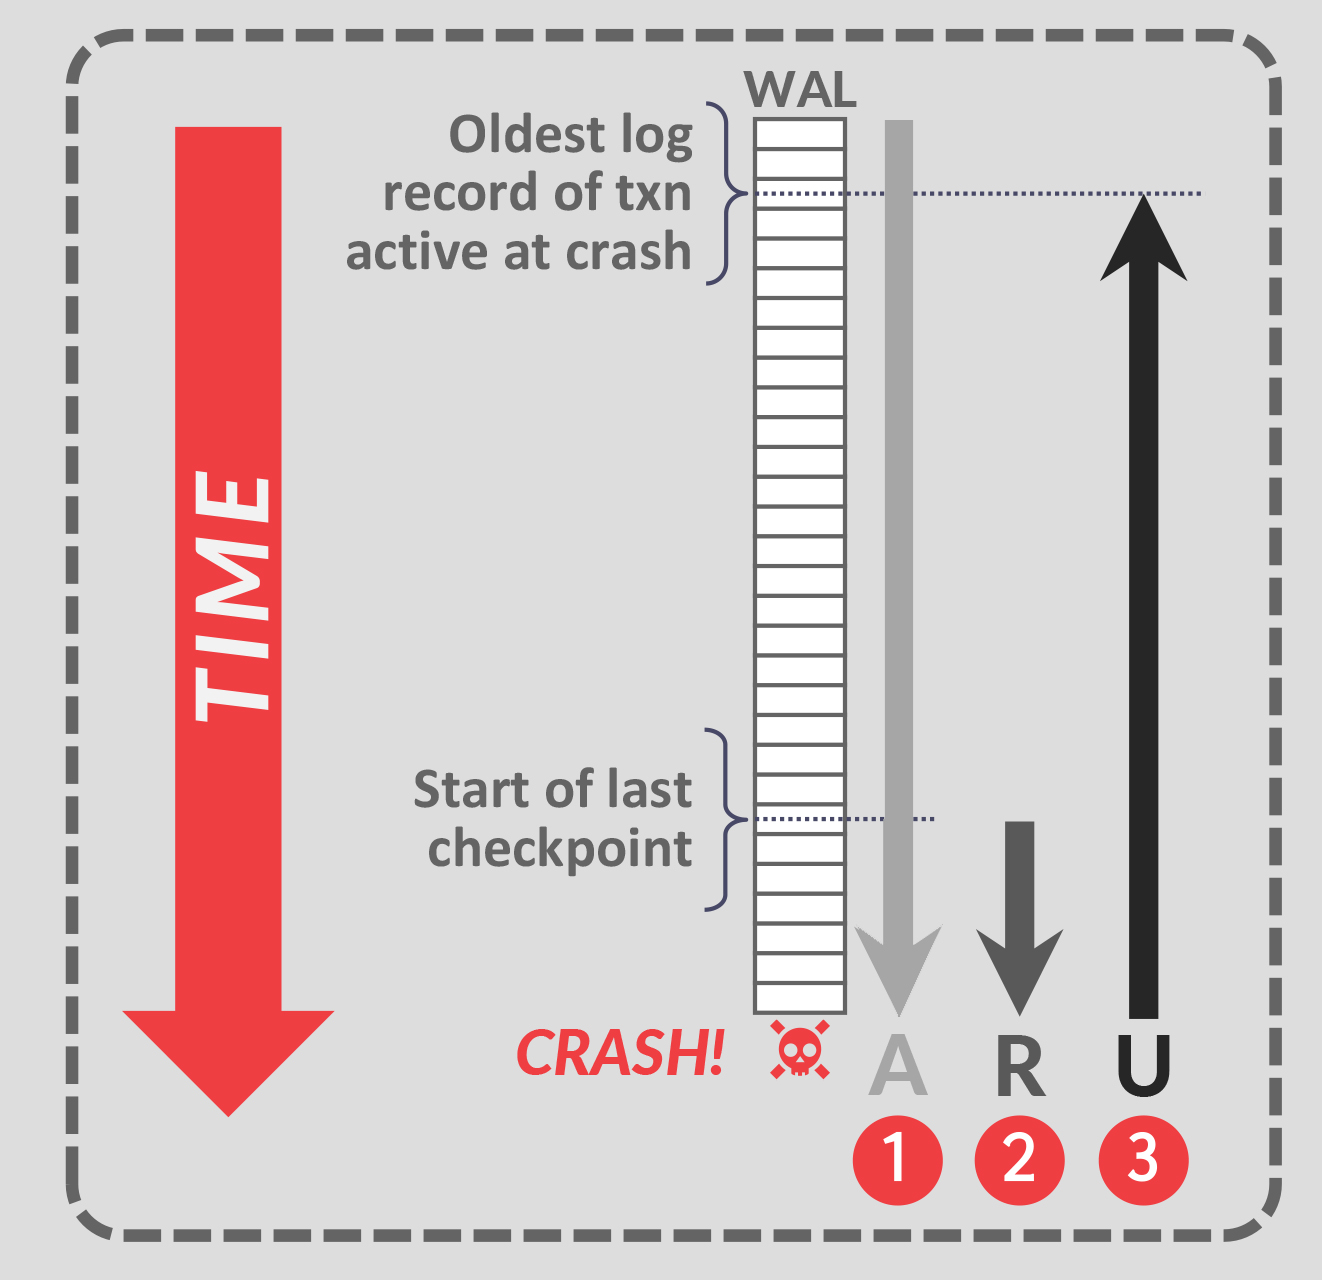 WAL
Oldest log
record of txn
active at crash
TIME
Start of last
checkpoint
CRASH!
A R U
1 2 3